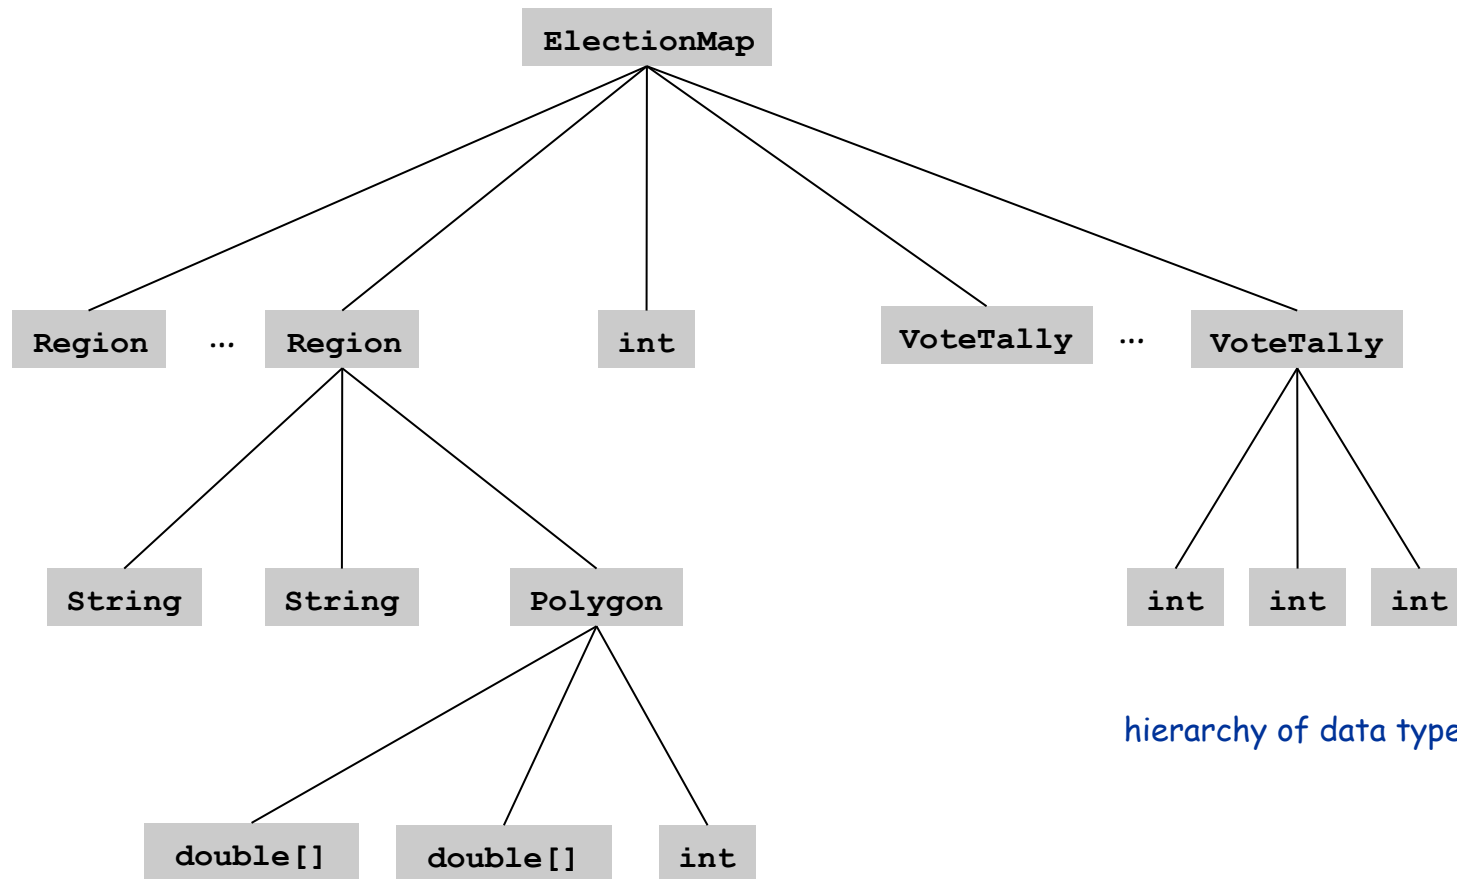 ElectionMap
Region ... Region int VoteTally ... VoteTally
String String Polygon int int int
hierarchy of data type
double[] double[] int